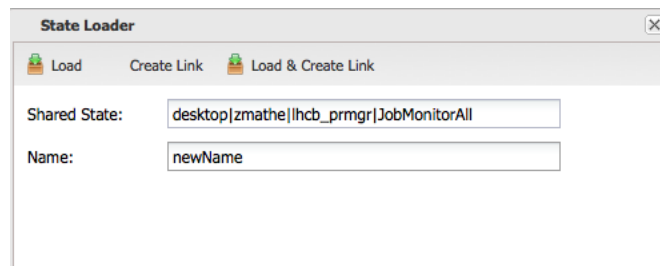 State Loader
Load Create Link Load & Create Link
Shared State: desktop|zmathe|lhcb_prmgr|JobMonitorAll
Name: newName